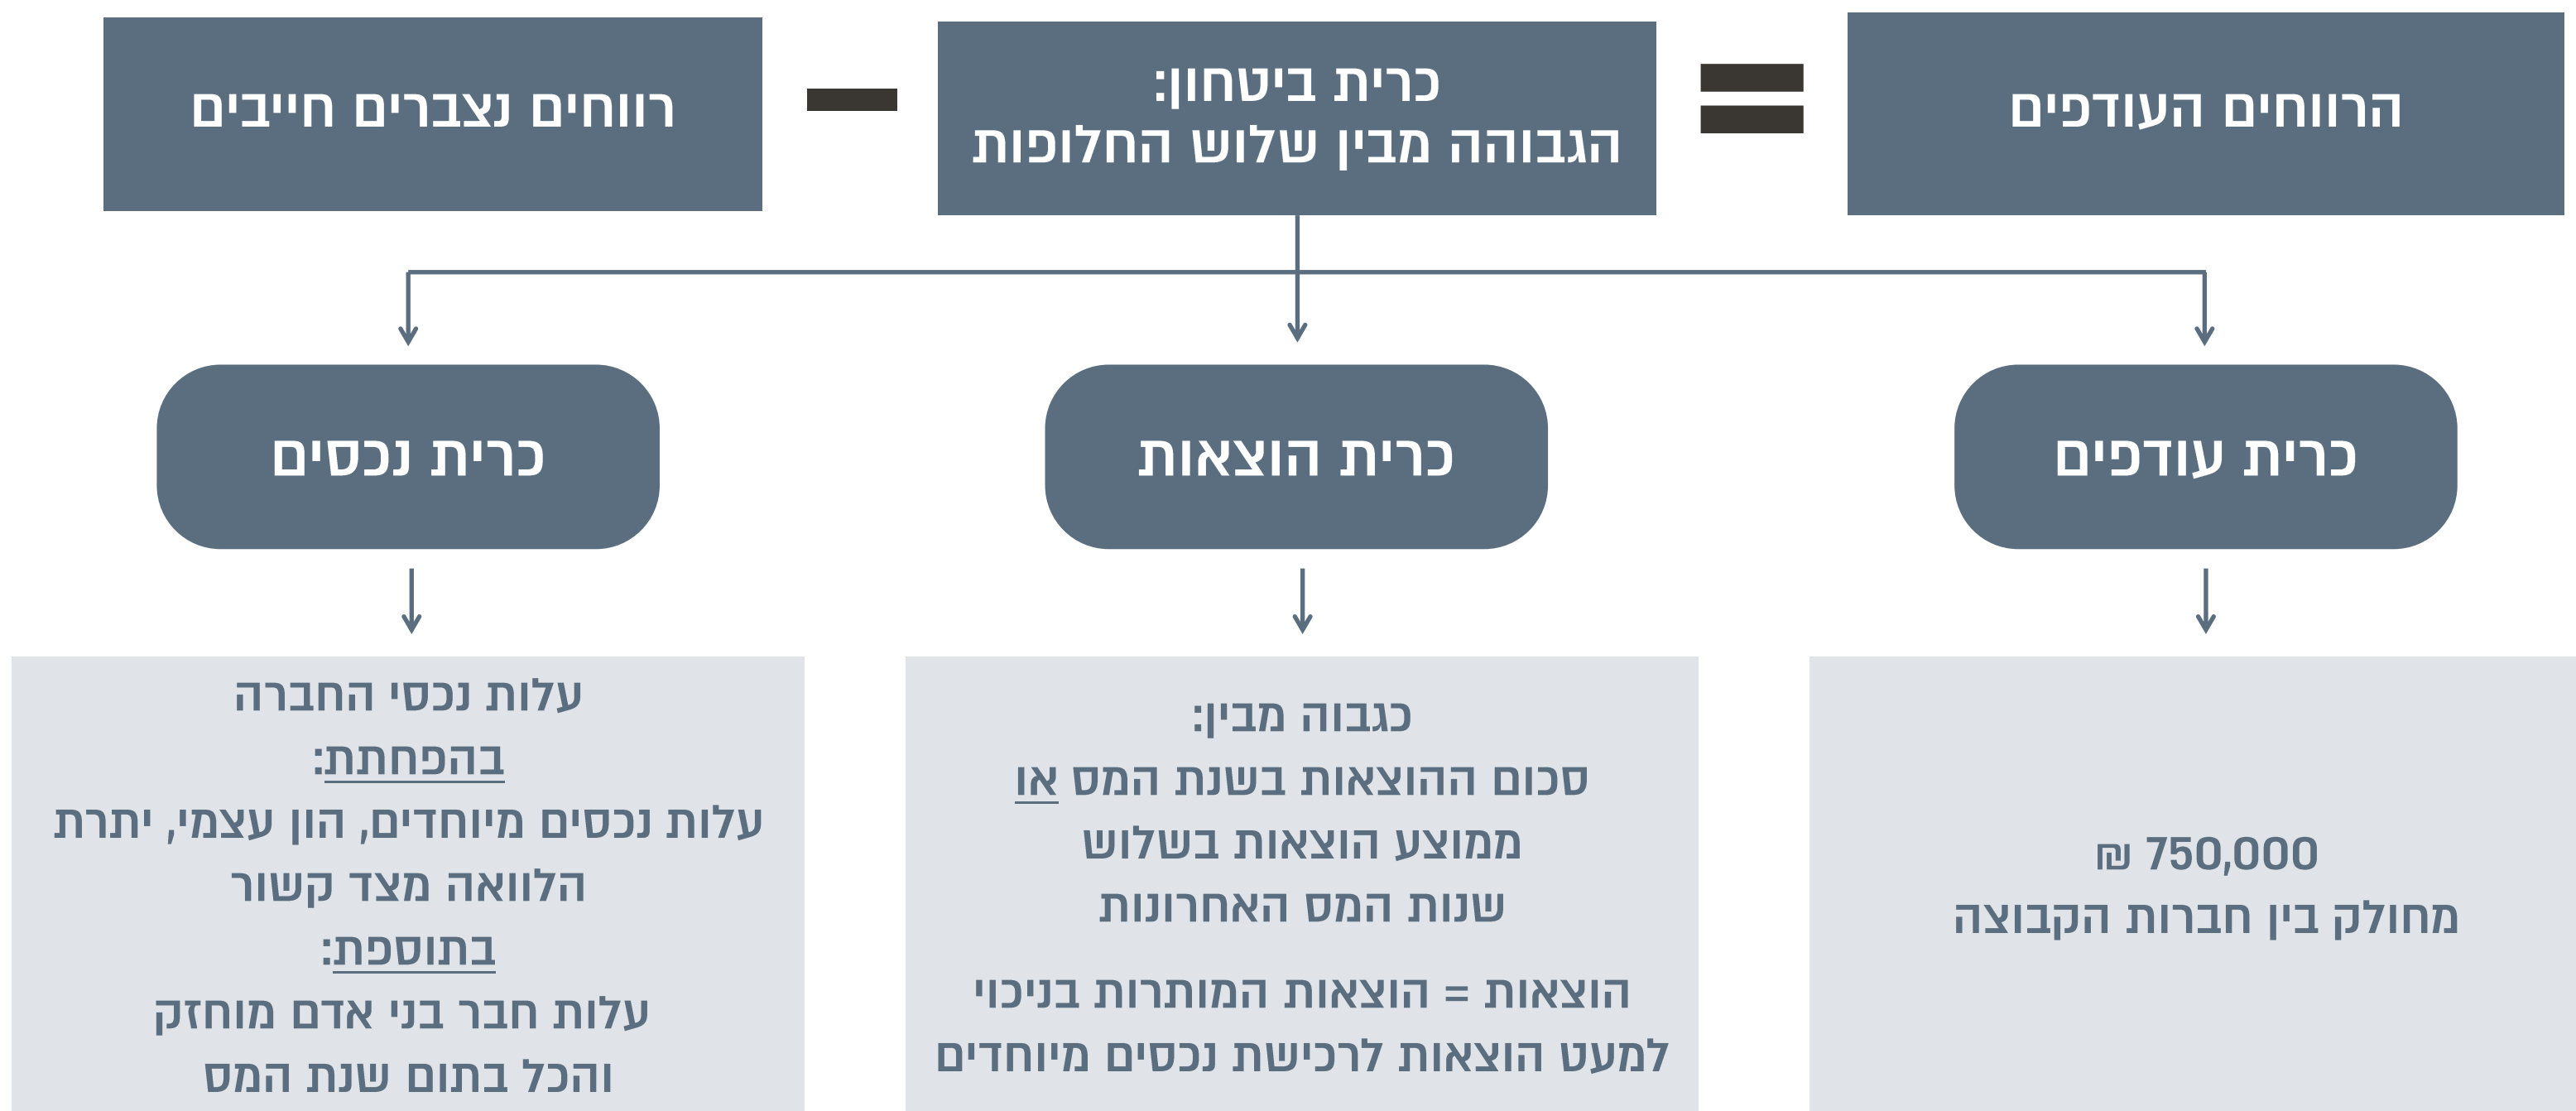 רווחים נצברים חייבים
כרית ביטחון:
הגבוהה מבין שלוש החלופות
הרווחים העודפים
כרית נכסים
כרית הוצאות
כרית עודפים
עלות נכסי החברה
בהפחתת:
עלות נכסים מיוחדים, הון עצמי, יתרת
הלוואה מצד קשור
בתוספת:
עלות חבר בני אדם מוחזק
והכל בתום שנת המס
כגבוה מבין:
סכום ההוצאות בשנת המס או
ממוצע הוצאות בשלוש
שנות המס האחרונות
הוצאות = הוצאות המותרות בניכוי
למעט הוצאות לרכישת נכסים מיוחדים
750,000 ₪
מחולק בין חברות הקבוצה